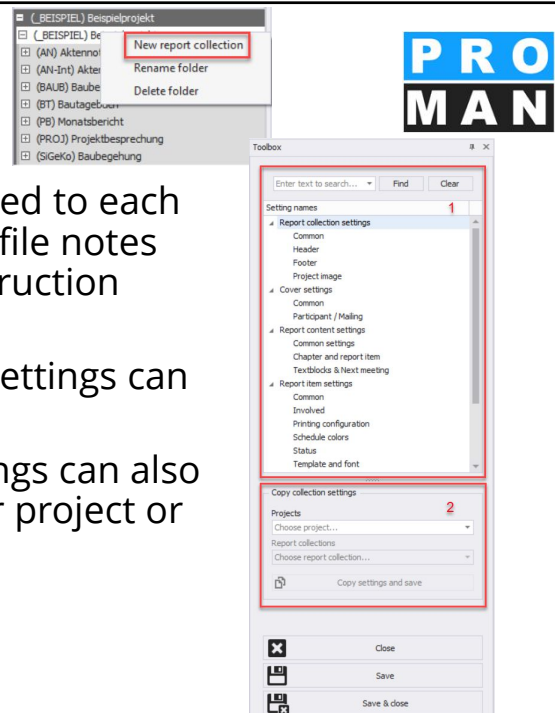 (_BEISPIEL) Beispielprojekt
(_BEISPIEL) Be
(AN) Aktenno
(AN-Int) Akter
(BAUB) Baube
(BT) Bautagebuch
(PB) Monatsbericht
(PROJ) Projektbesprechung
(SiGeKo) Baubegehung
New report collection
Rename folder
Delete folder
PRO
MAN
ed to each
file notes
ruction
ettings can
ngs can also
r project or
Toolbox
Enter text to search... Find Clear
Setting names 1
Report collection settings
Common
Header
Footer
Project image
Cover settings
Common
Participant / Mailing
Report content settings
Common settings
Chapter and report item
Textblocks & Next meeting
Report item settings
Common
Involved
Printing configuration
Schedule colors
Status
Template and font
Copy collection settings
Projects 2
Choose project...
Report collections
Choose report collection...
Copy settings and save
Close
Save
Save & close